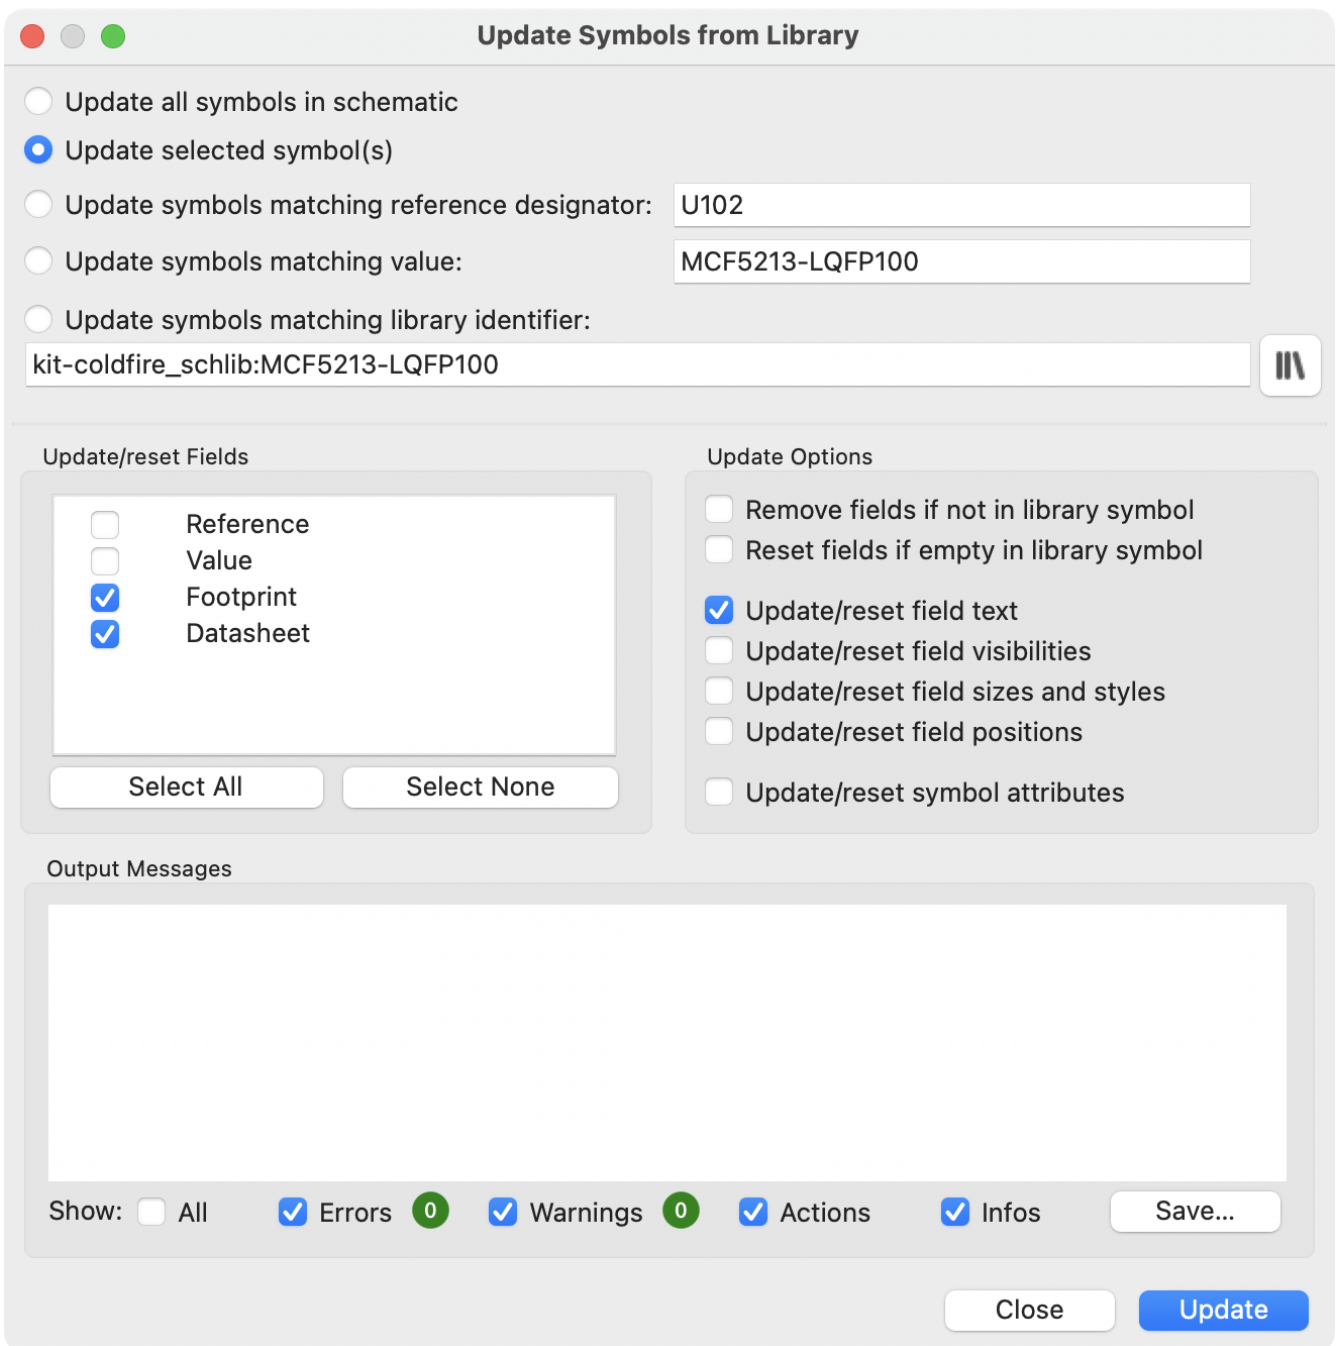 Update Symbols from Library
Update all symbols in schematic
Update selected symbol(s)
Update symbols matching reference designator: U102
Update symbols matching value: MCF5213-LQFP100
Update symbols matching library identifier:
kit-coldfire_schlib:MCF5213-LQFP100
Update/reset Fields
Reference
Value
Footprint
Datasheet
Select All Select None
Update Options
Remove fields if not in library symbol
Reset fields if empty in library symbol
Update/reset field text
Update/reset field visibilities
Update/reset field sizes and styles
Update/reset field positions
Update/reset symbol attributes
Output Messages
Show: All Errors 0 Warnings 0 Actions Infos Save...
Close Update